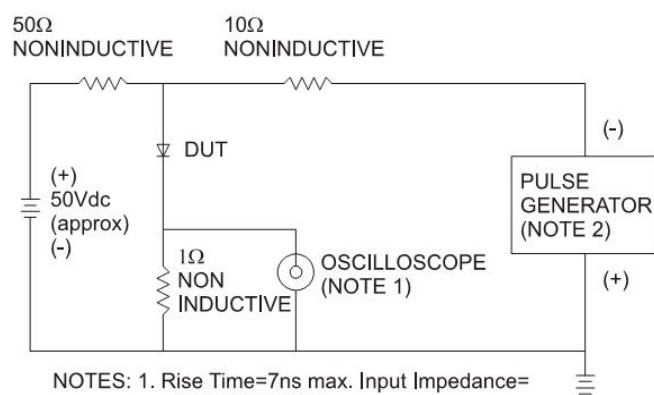 50Ω
NONINDUCTIVE
10Ω
NONINDUCTIVE
DUT
(+)
50Vdc
(approx)
(-)
1Ω
NON
INDUCTIVE
OSCILLOSCOPE
(NOTE 1)
(-)
PULSE
GENERATOR
(NOTE 2)
(+)
NOTES: 1. Rise Time=7ns max. Input Impedance=